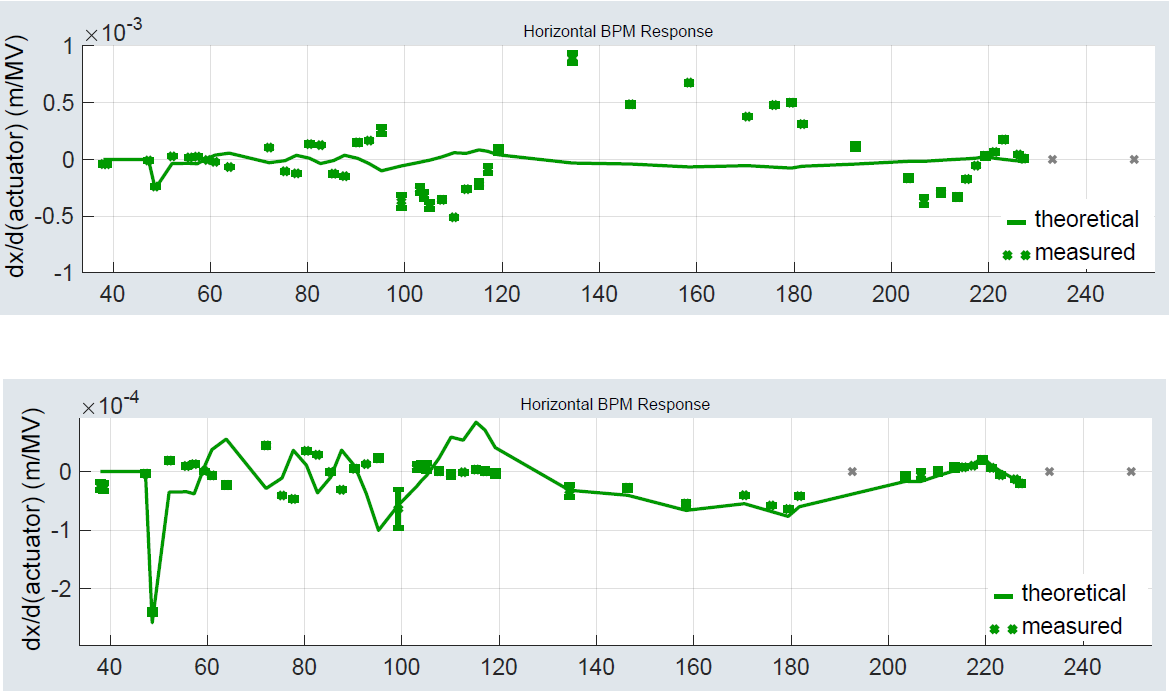 Horizontal BPM Response
×10-3
dx/d(actuator) (m/MV)
1
0.5
0
-0.5
-1
40 60 80 100 120 140 160 180 200 220 240
theoretical
measured
Horizontal BPM Response
×10-4
dx/d(actuator) (m/MV)
0
-1
-2
40 60 80 100 120 140 160 180 200 220 240
theoretical
measured